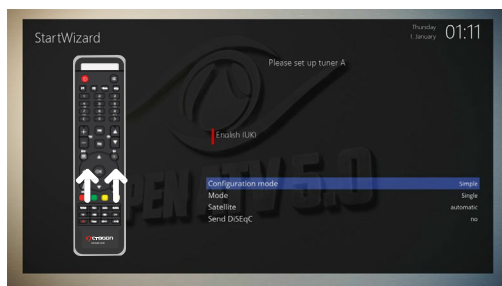 StartWizard
Thursday
1. January
01:11
Please set up tuner A
English (UK)
Configuration mode Simple
Mode Single
Satellite automatic
Send DiSEqC no
OPEN ATV 6.0
octagon